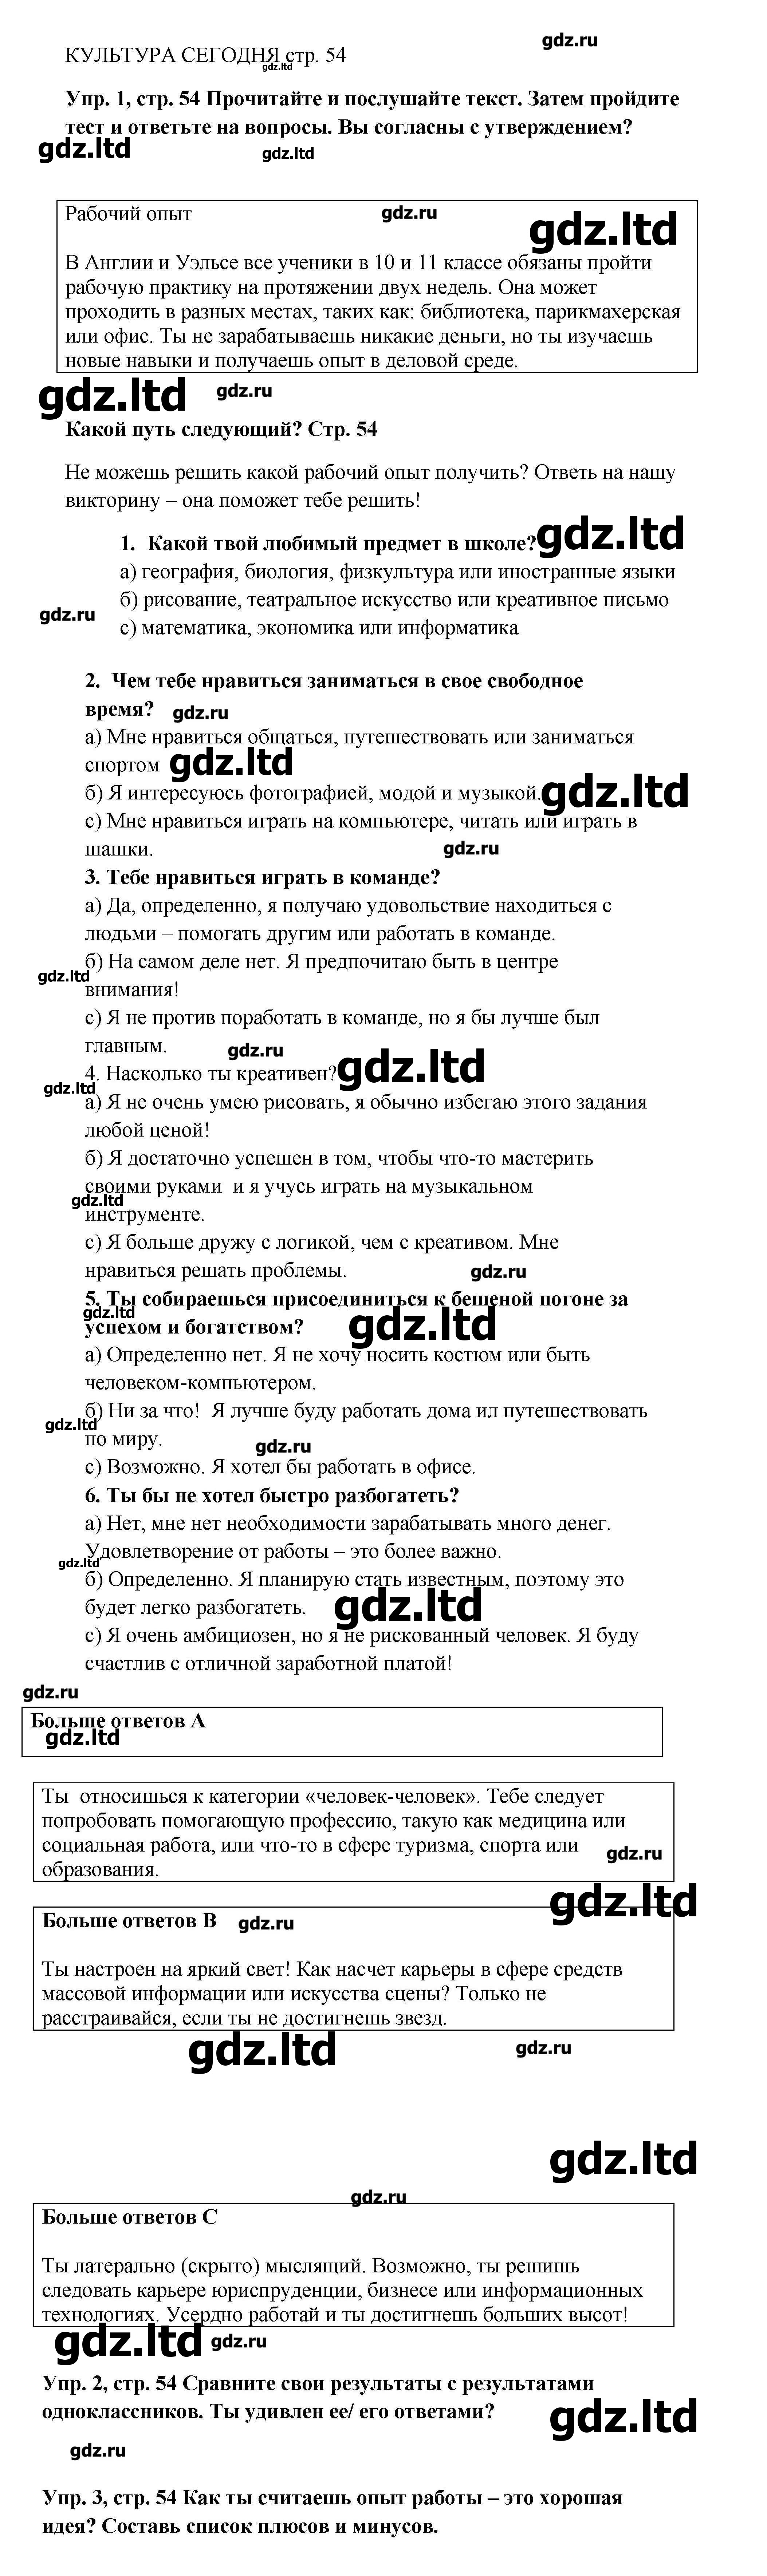 gdz.ru
КУЛЬТУРА СЕГОДНЯ стр. 54
gdz.ltd
Упр. 1, стр. 54 Прочитайте и послушайте текст. Затем пройдите
тест и ответьте на вопросы. Вы согласны с утверждением?
gdz.ltd
gdz.ltd
Рабочий опыт
gdz.ru
gdz.ltd
В Англии и Уэльсе все ученики в 10 и 11 классе обязаны пройти
рабочую практику на протяжении двух недель. Она может
проходить в разных местах, таких как: библиотека, парикмахерская
или офис. Ты не зарабатываешь никакие деньги, но ты изучаешь
новые навыки и получаешь опыт в деловой среде.
gdz.ltd
gdz.ru
Какой путь следующий? Стр. 54
Не можешь решить какой рабочий опыт получить? Ответь на нашу
викторину – она поможет тебе решить!
1. Какой твой любимый предмет в школе?
gdz.ltd
а) география, биология, физкультура или иностранные языки
б) рисование, театральное искусство или креативное письмо
gdz.ru
с) математика, экономика или информатика
2. Чем тебе нравиться заниматься в свое свободное
время?
gdz.ru
а) Мне нравиться общаться, путешествовать или заниматься
спортом
gdz.ltd
б) Я интересуюсь фотографией, модой и музыкой.
gdz.ltd
с) Мне нравиться играть на компьютере, читать или играть в
шашки.
gdz.ru
3. Тебе нравиться играть в команде?
а) Да, определенно, я получаю удовольствие находиться с
людьми – помогать другим или работать в команде.
б) На самом деле нет. Я предпочитаю быть в центре
gdz.ltd
внимания!
с) Я не против поработать в команде, но я бы лучше был
главным.
gdz.ru
4. Насколько ты креативен?
gdz.ltd
gdz.ltd
а) Я не очень умею рисовать, я обычно избегаю этого задания
любой ценой!
б) Я достаточно успешен в том, чтобы что-то мастерить
своими руками и я учусь играть на музыкальном
gdz.ltd
инструменте.
с) Я больше дружу с логикой, чем с креативом. Мне
нравиться решать проблемы.
gdz.ru
5. Ты собираешься присоединиться к бешеной погоне за
gdz.ltd
успехом и богатством?
gdz.ltd
а) Определенно нет. Я не хочу носить костюм или быть
человеком-компьютером.
б) Ни за что! Я лучше буду работать дома ил путешествовать
gdz.ltd
по миру.
gdz.ru
с) Возможно. Я хотел бы работать в офисе.
6. Ты бы не хотел быстро разбогатеть?
а) Нет, мне нет необходимости зарабатывать много денег.
Удовлетворение от работы – это более важно.
gdz.ltd
б) Определенно. Я планирую стать известным, поэтому это
будет легко разбогатеть.
gdz.ltd
с) Я очень амбициозен, но я не рискованный человек. Я буду
счастлив с отличной заработной платой!
gdz.ru
Больше ответов А
gdz.ltd
Ты относишься к категории «человек-человек». Тебе следует
попробовать помогающую профессию, такую как медицина или
социальная работа, или что-то в сфере туризма, спорта или
gdz.ru
образования.
gdz.ltd
Больше ответов В
gdz.ru
Ты настроен на яркий свет! Как насчет карьеры в сфере средств
массовой информации или искусства сцены? Только не
расстраивайся, если ты не достигнешь звезд.
gdz.ltd
gdz.ru
gdz.ltd
gdz.ru
Больше ответов С
Ты латерально (скрыто) мыслящий. Возможно, ты решишь
следовать карьере юриспруденции, бизнесе или информационных
технологиях. Усердно работай и ты достигнешь больших высот!
gdz.ltd
gdz.ru
Упр. 2, стр. 54 Сравните свои результаты с результатами
одноклассников. Ты удивлен ее/ его ответами?
gdz.ltd
gdz.ru
Упр. 3, стр. 54 Как ты считаешь опыт работы – это хорошая
идея? Составь список плюсов и минусов.